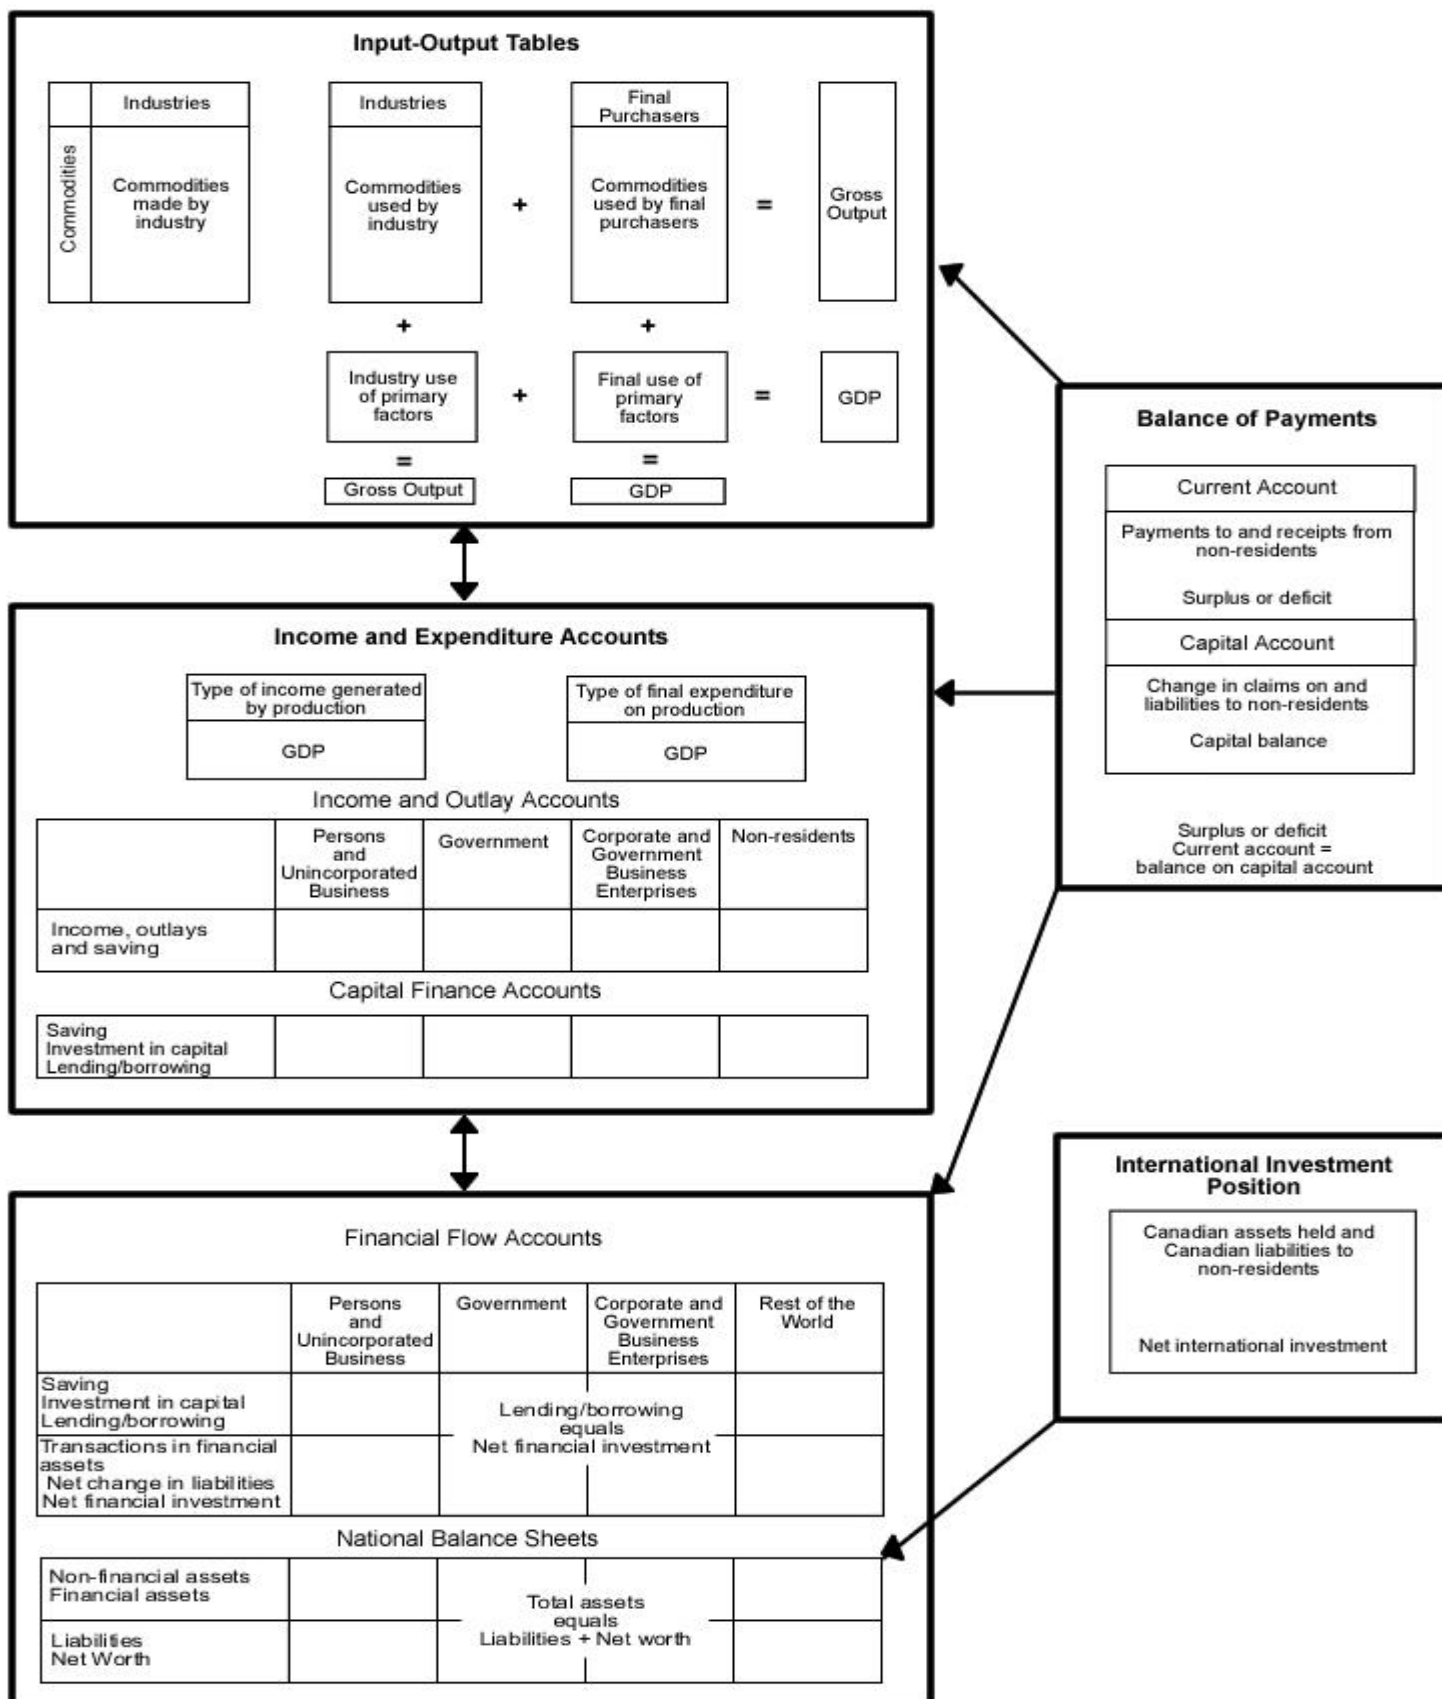 Input-Output Tables
Industries
Commodities
Commodities
made by
industry
Industries
Commodities
used by
industry
+
Final
Purchasers
Commodities
used by final
purchasers
=
Gross
Output
+
+
Industry use
of primary
factors
+
Final use of
primary
factors
=
GDP
=
=
Gross Output
GDP
Income and Expenditure Accounts
Type of income generated
by production
GDP
Type of final expenditure
on production
GDP
Income and Outlay Accounts
Persons
and
Unincorporated
Business
Government
Corporate and
Government
Business
Enterprises
Non-residents
Income, outlays
and saving
Capital Finance Accounts
Saving
Investment in capital
Lending/borrowing
Financial Flow Accounts
Persons
and
Unincorporated
Business
Government
Corporate and
Government
Business
Enterprises
Rest of the
World
Saving
Investment in capital
Lending/borrowing
Transactions in financial
assets
Net change in liabilities
Net financial investment
Lending/borrowing
equals
Net financial investment
National Balance Sheets
Non-financial assets
Financial assets
Liabilities
Net Worth
Total assets
equals
Liabilities + Net worth
Balance of Payments
Current Account
Payments to and receipts from
non-residents
Surplus or deficit
Capital Account
Change in claims on and
liabilities to non-residents
Capital balance
Surplus or deficit
Current account =
balance on capital account
International Investment
Position
Canadian assets held and
Canadian liabilities to
non-residents
Net international investment